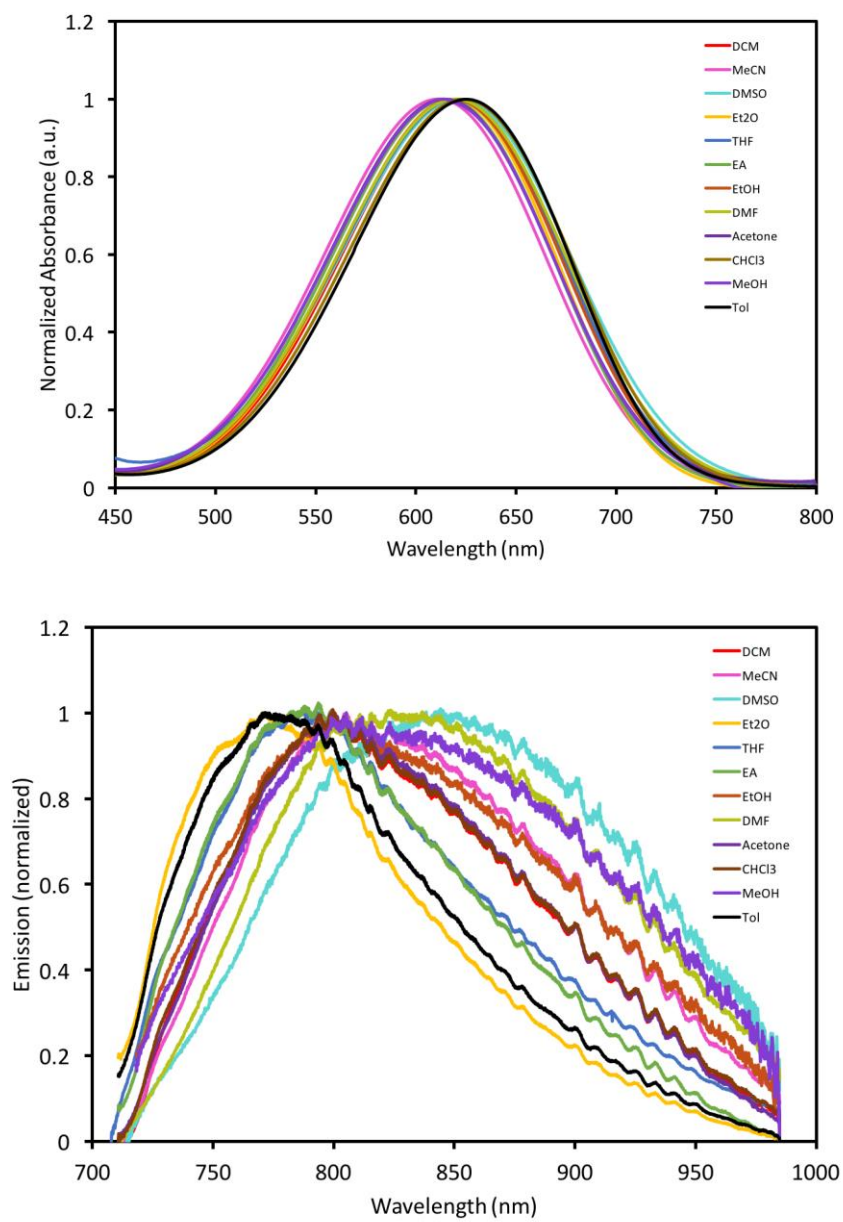 1.2
1
0.8
0.6
0.4
0.2
0
Normalized Absorbance (a.u.)
DCM
MeCN
DMSO
Et2O
THF
EA
EtOH
DMF
Acetone
CHCl3
MeOH
Tol
450 500 550 600 650 700 750 800
Wavelength (nm)
1.2
1
0.8
0.6
0.4
0.2
0
Emission (normalized)
DCM
MeCN
DMSO
Et2O
THF
EA
EtOH
DMF
Acetone
CHCl3
MeOH
Tol
700 750 800 850 900 950 1000
Wavelength (nm)